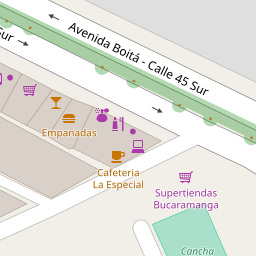 Avenida Boitá - Calle 45 Sur
Sur
Empanadas
Cafeteria
La Especial
Supertiendas
Bucaramanga
Cancha